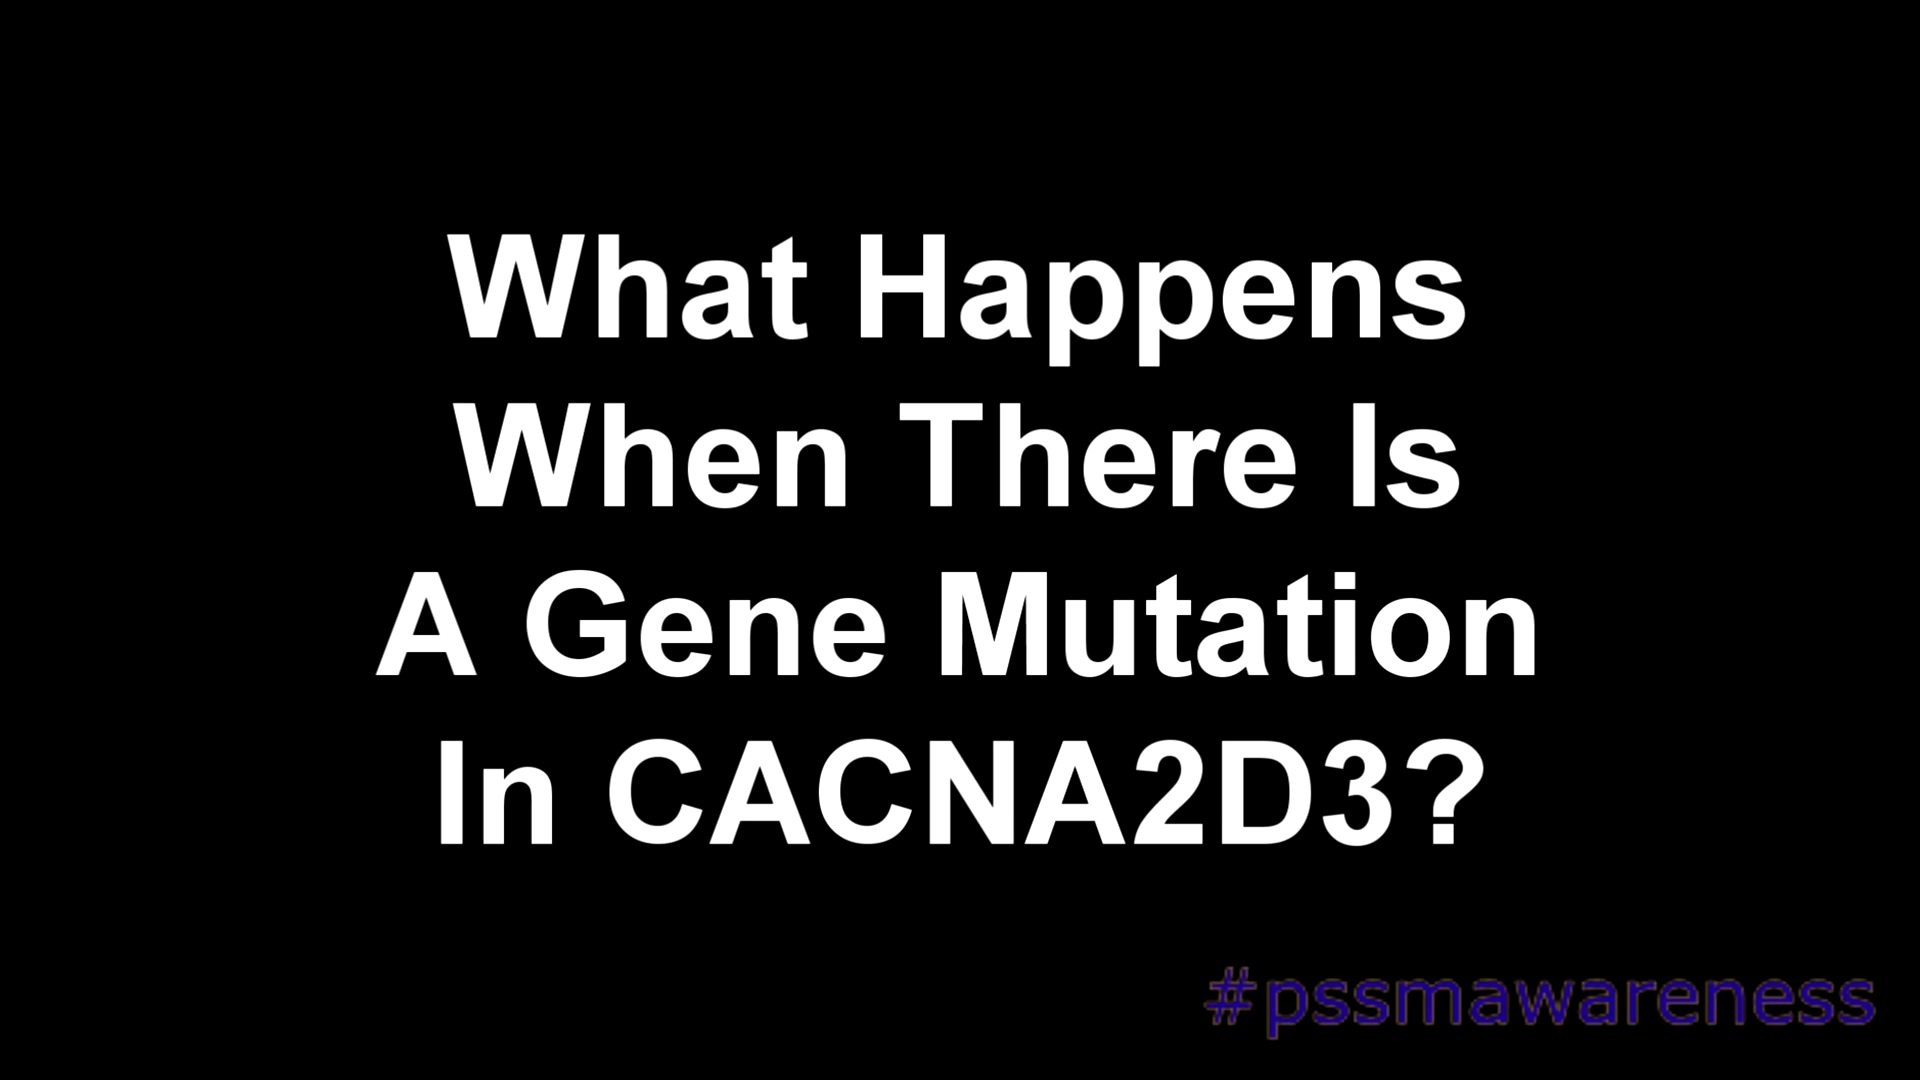 What Happens
When There Is
A Gene Mutation
In CACNA2D3?
#pssmawareness